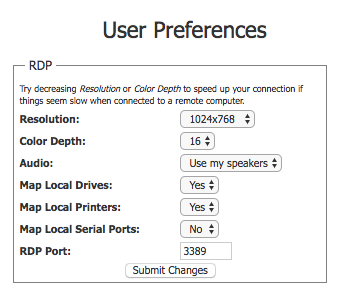 User Preferences
RDP
Try decreasing Resolution or Color Depth to speed up your connection if
things seem slow when connected to a remote computer.
Resolution: 1024x768
Color Depth: 16
Audio: Use my speakers
Map Local Drives: Yes
Map Local Printers: Yes
Map Local Serial Ports: No
RDP Port: 3389
Submit Changes